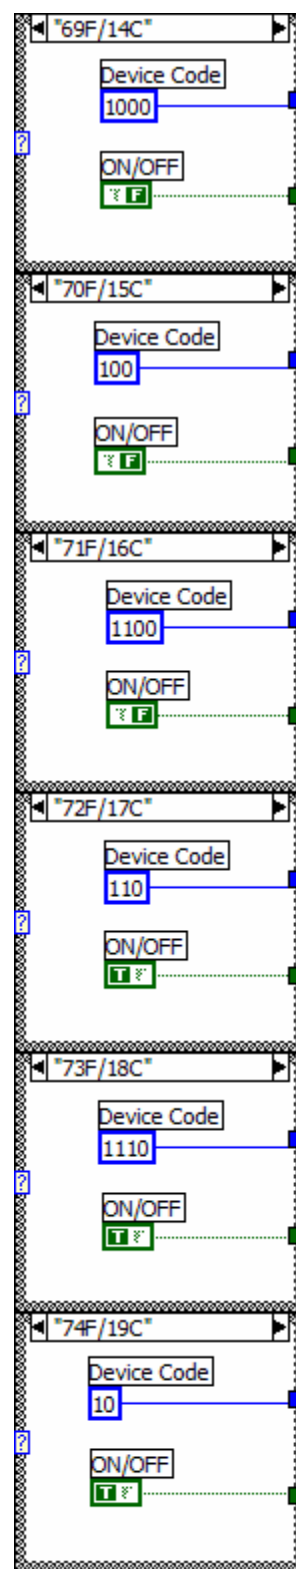 "69F/14C"
Device Code
1000
?
ON/OFF
F
"70F/15C"
Device Code
100
?
ON/OFF
F
"71F/16C"
Device Code
1100
?
ON/OFF
F
"72F/17C"
Device Code
110
?
ON/OFF
T
"73F/18C"
Device Code
1110
?
ON/OFF
T
"74F/19C"
Device Code
10
?
ON/OFF
T